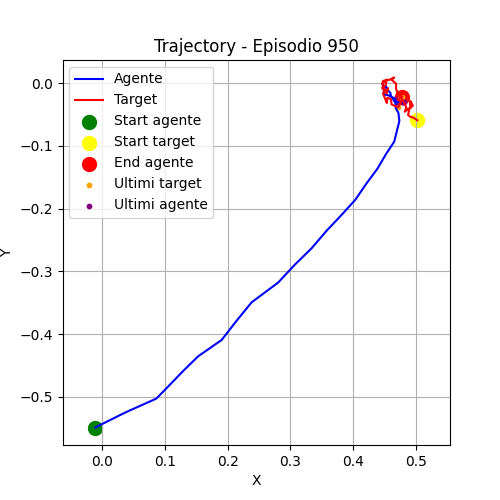 Trajectory - Episodio 950
Agente
Target
Start agente
Start target
End agente
Ultimi target
Ultimi agente
0.0
−0.1
−0.2
−0.3
−0.4
−0.5
Y
0.0 0.1 0.2 0.3 0.4 0.5
X